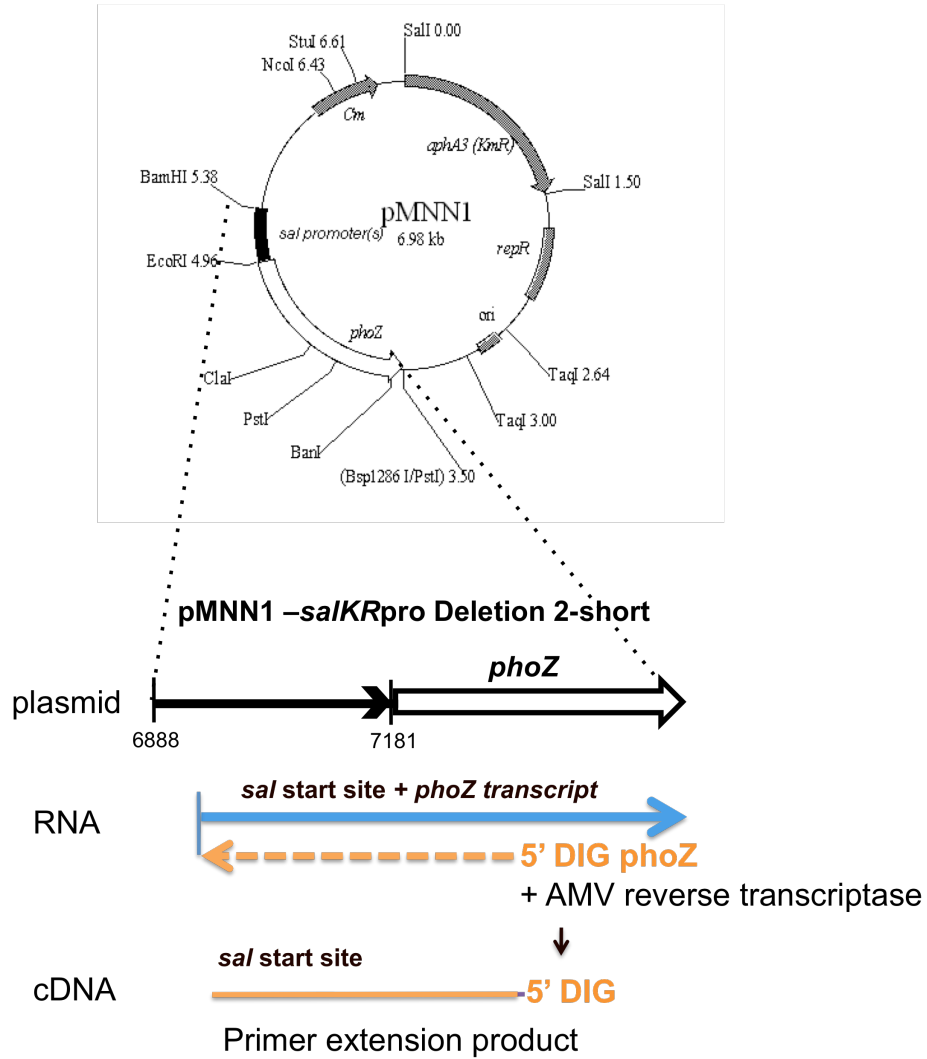 SalI 0.00
StuI 6.61
NcoI 6.43
Cm
aphA3 (KmR)
BamHI 5.38
SalI 1.50
pMNN1
sal promoter(s)
6.98 kb
repR
EcoRI 4.96
ori
phoZ
ClaI
TaqI 2.64
PstI
TaqI 3.00
BanI
(Bsp1286 I/PstI) 3.50
pMNN1 –salKRpro Deletion 2-short
phoZ
plasmid
6888
7181
sal start site + phoZ transcript
RNA
5’ DIG phoZ
+ AMV reverse transcriptase
sal start site
cDNA
5’ DIG
Primer extension product